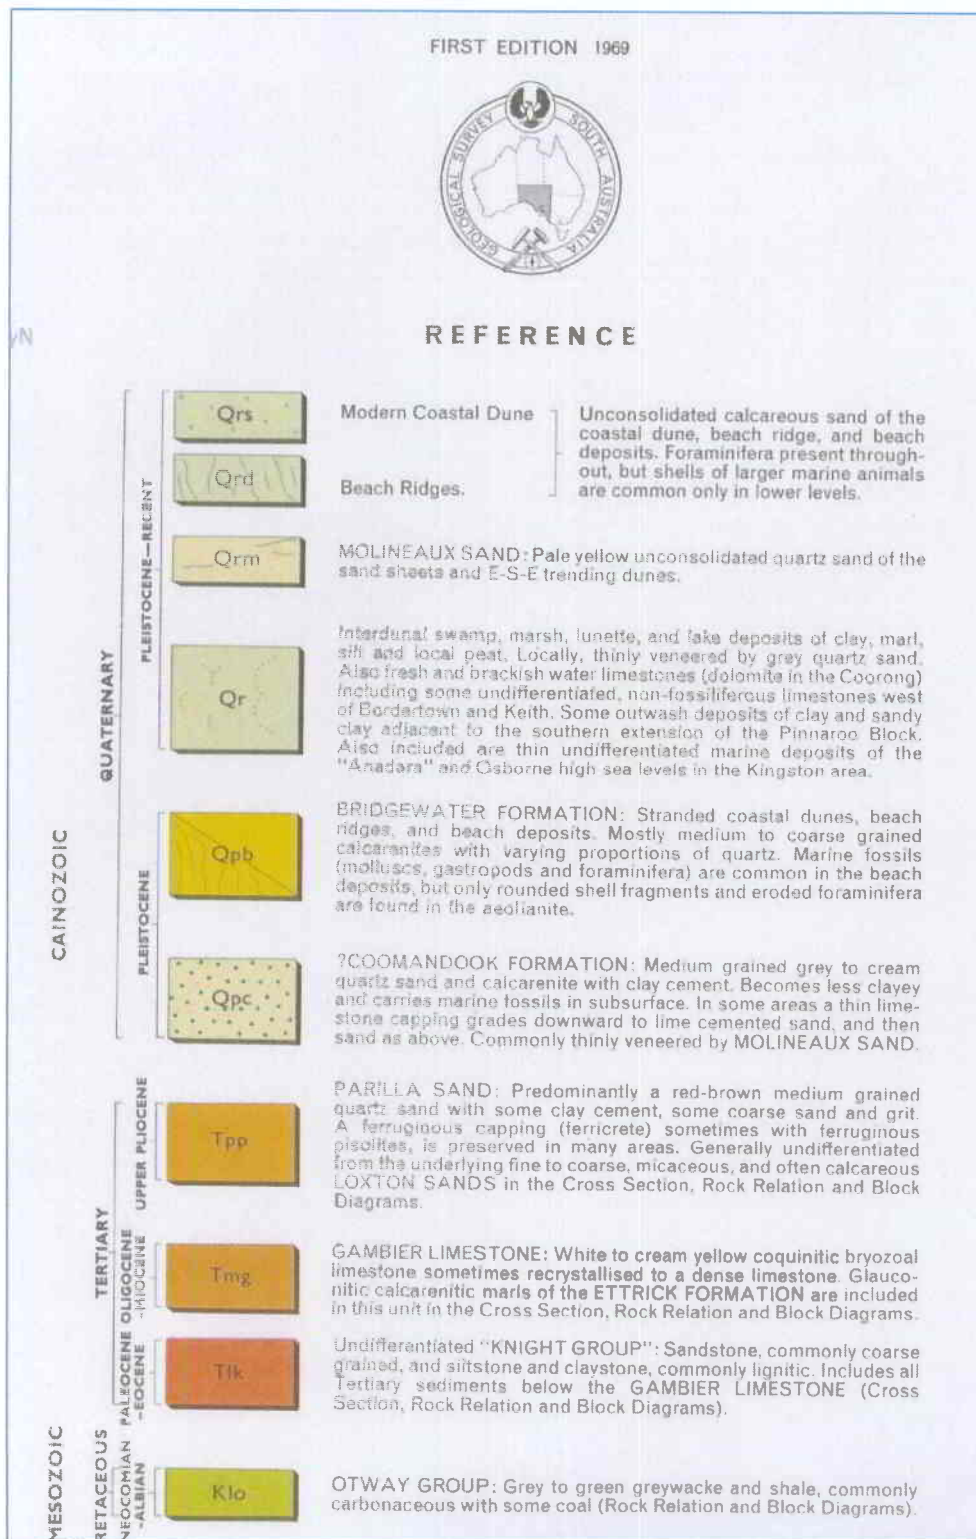 FIRST EDITION 1969
GEOLOGICAL SURVEY SOUTH AUSTRALIA
REFERENCE
CAINOZOIC
QUATERNARY
PLEISTOCENE—RECENT
Qrs
Modern Coastal Dune
Qrd
Beach Ridges.
Unconsolidated calcareous sand of the
coastal dune, beach ridge, and beach
deposits. Foraminifera present through-
out, but shells of larger marine animals
are common only in lower levels.
Qrm
MOLINEAUX SAND: Pale yellow unconsolidated quartz sand of the
sand sheets and E-S-E trending dunes.
Qr
Interdunal swamp, marsh, lunette, and lake deposits of clay, marl,
silt and local peat. Locally, thinly veneered by grey quartz sand.
Also fresh and brackish water limestones (dolomite in the Coorong)
including some undifferentiated, non-fossiliferous limestones west
of Bordertown and Keith. Some outwash deposits of clay and sandy
clay adjacent to the southern extension of the Pinnaroo Block.
Also included are thin undifferentiated marine deposits of the
"Anadara" and Osborne high sea levels in the Kingston area.
PLEISTOCENE
Qpb
BRIDGEWATER FORMATION: Stranded coastal dunes, beach
ridges, and beach deposits. Mostly medium to coarse grained
calcarenites with varying proportions of quartz. Marine fossils
(molluscs, gastropods and foraminifera) are common in the beach
deposits, but only rounded shell fragments and eroded foraminifera
are found in the aeolianite.
Qpc
?COOMANDOOK FORMATION: Medium grained grey to cream
quartz sand and calcarenite with clay cement. Becomes less clayey
and carries marine fossils in subsurface. In some areas a thin lime-
stone capping grades downward to lime cemented sand, and then
sand as above. Commonly thinly veneered by MOLINEAUX SAND.
TERTIARY
UPPER PLIOCENE
Tpp
PARILLA SAND: Predominantly a red-brown medium grained
quartz sand with some clay cement, some coarse sand and grit.
A ferruginous capping (ferricrete) sometimes with ferruginous
pisolites, is preserved in many areas. Generally undifferentiated
from the underlying fine to coarse, micaceous, and often calcareous
LOXTON SANDS in the Cross Section, Rock Relation and Block
Diagrams.
OLIGOCENE
-MIOCENE
Tmg
GAMBIER LIMESTONE: White to cream yellow coquinitic bryozoal
limestone sometimes recrystallised to a dense limestone. Glauco-
nitic calcarenitic marls of the ETTRICK FORMATION are included
in this unit in the Cross Section, Rock Relation and Block Diagrams.
PALEOCENE
-EOCENE
Tlk
Undifferentiated "KNIGHT GROUP": Sandstone, commonly coarse
grained, and siltstone and claystone, commonly lignitic. Includes all
Tertiary sediments below the GAMBIER LIMESTONE (Cross
Section, Rock Relation and Block Diagrams).
MESOZOIC
RETACEOUS
NEOCOMIAN
-ALBIAN
Klo
OTWAY GROUP: Grey to green greywacke and shale, commonly
carbonaceous with some coal (Rock Relation and Block Diagrams).